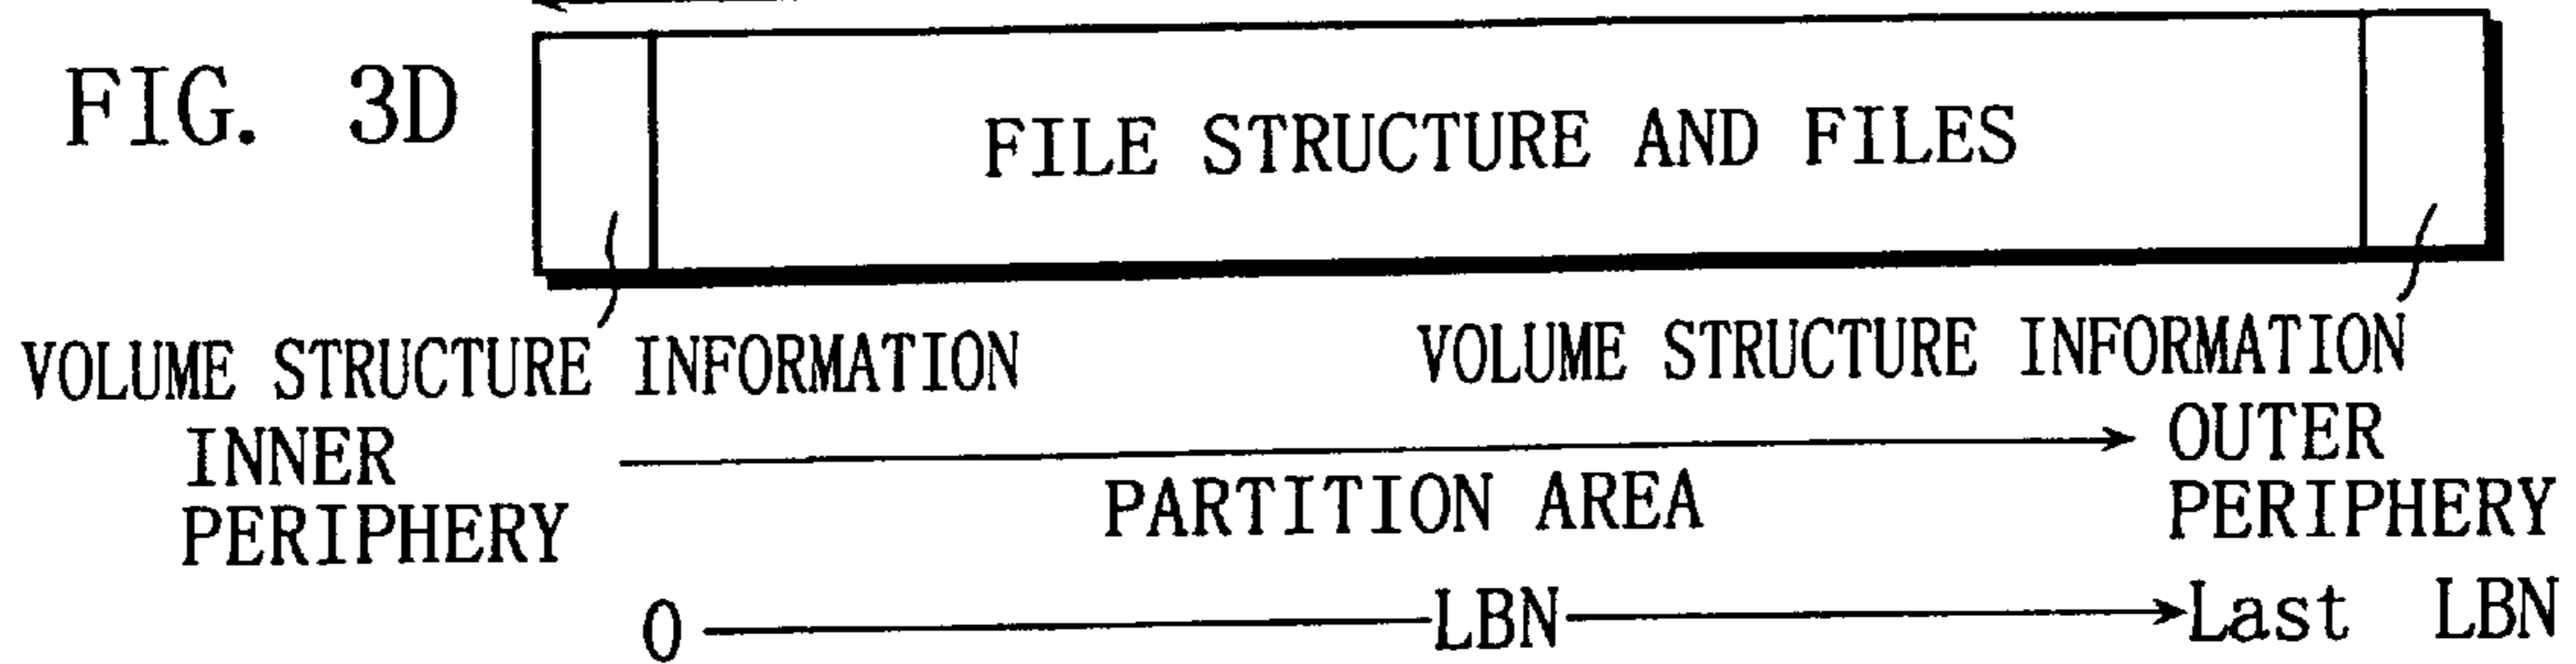 FIG. 3D
FILE STRUCTURE AND FILES
VOLUME STRUCTURE INFORMATION
VOLUME STRUCTURE INFORMATION
INNER
PERIPHERY
PARTITION AREA
OUTER
PERIPHERY
0 LBN Last LBN